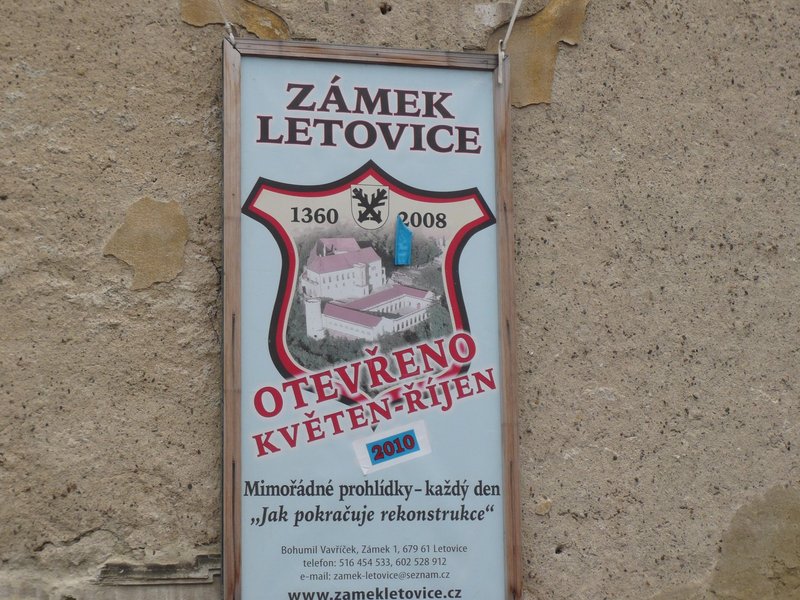 ZÁMEK
LETOVICE
1360 2008
OTEVŘENO
KVĚTEN-ŘÍJEN
2010
Mimořádné prohlídky – každý den
„Jak pokračuje rekonstrukce“
Bohumil Vavříček, Zámek 1, 679 61 Letovice
telefon: 516 454 533, 602 528 912
e-mail: zamek-letovice@seznam.cz
www.zamekletovice.cz